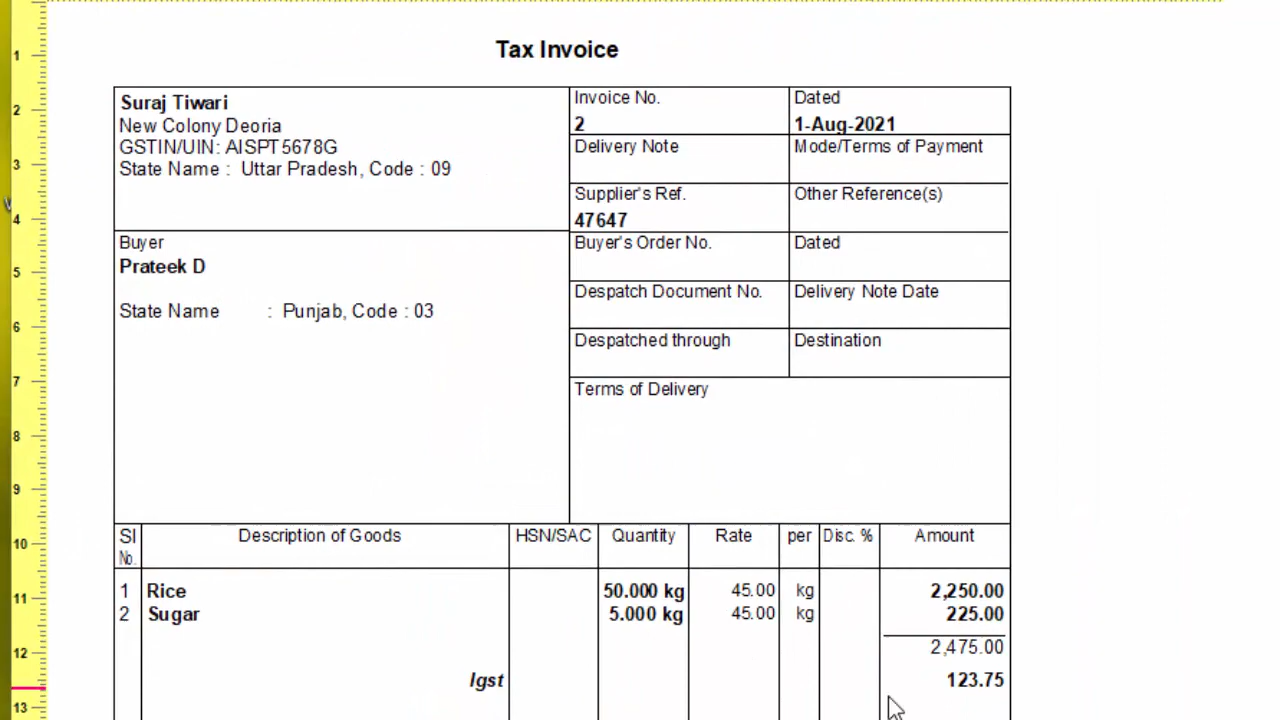 Tax Invoice
Suraj Tiwari
New Colony Deoria
GSTIN/UIN: AISPT5678G
State Name : Uttar Pradesh, Code : 09
Invoice No.
2
Dated
1-Aug-2021
Delivery Note
Mode/Terms of Payment
Supplier's Ref.
47647
Other Reference(s)
Buyer
Prateek D
State Name : Punjab, Code : 03
Buyer's Order No.
Dated
Despatch Document No.
Delivery Note Date
Despatched through
Destination
Terms of Delivery
Sl No. Description of Goods HSN/SAC Quantity Rate per Disc. % Amount
1 Rice 50.000 kg 45.00 kg 2,250.00
2 Sugar 5.000 kg 45.00 kg 225.00
2,475.00
Igst 123.75
1
2
3
4
5
6
7
8
9
10
11
12
13